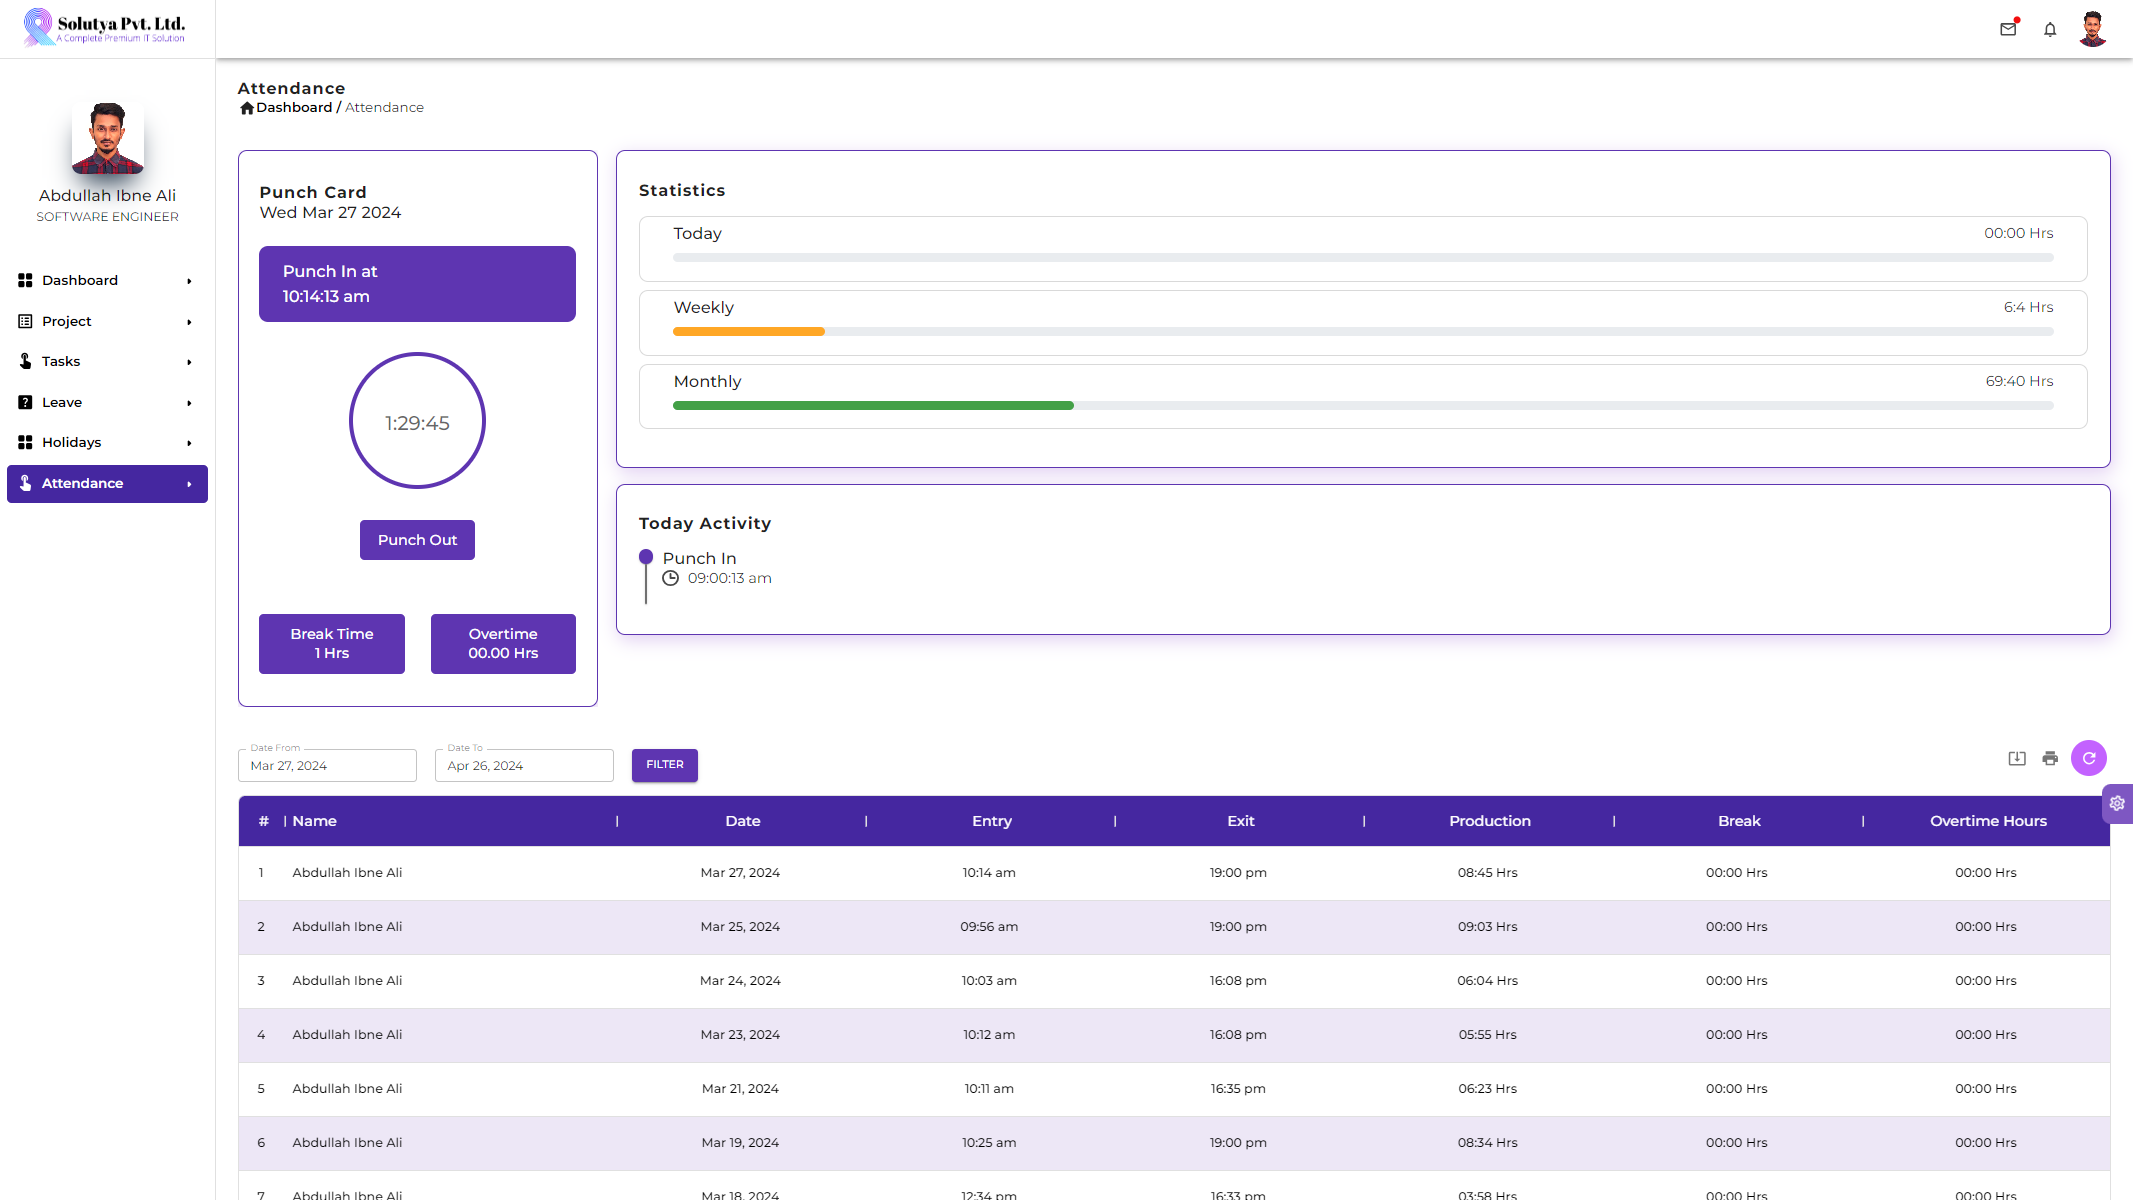 Solutya Pvt. Ltd.
A Complete Premium IT Solution
Abdullah Ibne Ali
SOFTWARE ENGINEER
Dashboard
Project
Tasks
Leave
Holidays
Attendance
Attendance
Dashboard / Attendance
Punch Card
Wed Mar 27 2024
Punch In at
10:14:13 am
1:29:45
Punch Out
Break Time
1 Hrs
Overtime
00.00 Hrs
Statistics
Today 00:00 Hrs
Weekly 6:4 Hrs
Monthly 69:40 Hrs
Today Activity
Punch In
09:00:13 am
Date From
Mar 27, 2024
Date To
Apr 26, 2024
FILTER
# | Name | Date | Entry | Exit | Production | Break | Overtime Hours
1 Abdullah Ibne Ali Mar 27, 2024 10:14 am 19:00 pm 08:45 Hrs 00:00 Hrs 00:00 Hrs
2 Abdullah Ibne Ali Mar 25, 2024 09:56 am 19:00 pm 09:03 Hrs 00:00 Hrs 00:00 Hrs
3 Abdullah Ibne Ali Mar 24, 2024 10:03 am 16:08 pm 06:04 Hrs 00:00 Hrs 00:00 Hrs
4 Abdullah Ibne Ali Mar 23, 2024 10:12 am 16:08 pm 05:55 Hrs 00:00 Hrs 00:00 Hrs
5 Abdullah Ibne Ali Mar 21, 2024 10:11 am 16:35 pm 06:23 Hrs 00:00 Hrs 00:00 Hrs
6 Abdullah Ibne Ali Mar 19, 2024 10:25 am 19:00 pm 08:34 Hrs 00:00 Hrs 00:00 Hrs
7 Abdullah Ibne Ali Mar 18, 2024 12:34 pm 16:33 pm 03:58 Hrs 00:00 Hrs 00:00 Hrs